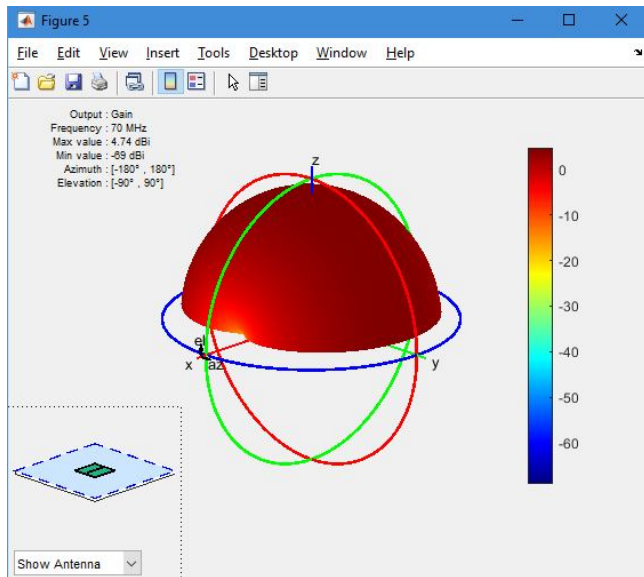 Figure 5
File Edit View Insert Tools Desktop Window Help
Output : Gain
Frequency : 70 MHz
Max value : 4.74 dBi
Min value : -69 dBi
Azimuth : [-180° , 180°]
Elevation : [-90° , 90°]
z
0
-10
-20
-30
-40
-50
-60
el
x az y
Show Antenna